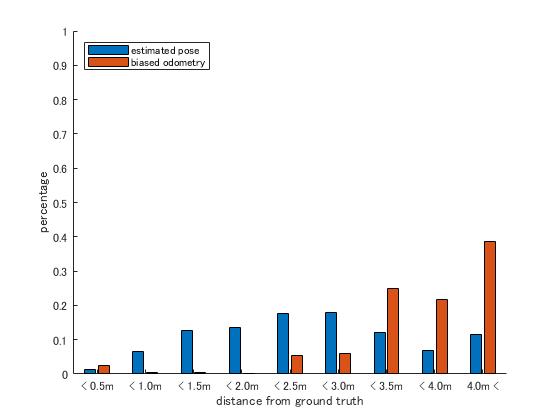 estimated pose
biased odometry
percentage
1
0.9
0.8
0.7
0.6
0.5
0.4
0.3
0.2
0.1
0
< 0.5m < 1.0m < 1.5m < 2.0m < 2.5m < 3.0m < 3.5m < 4.0m 4.0m <
distance from ground truth